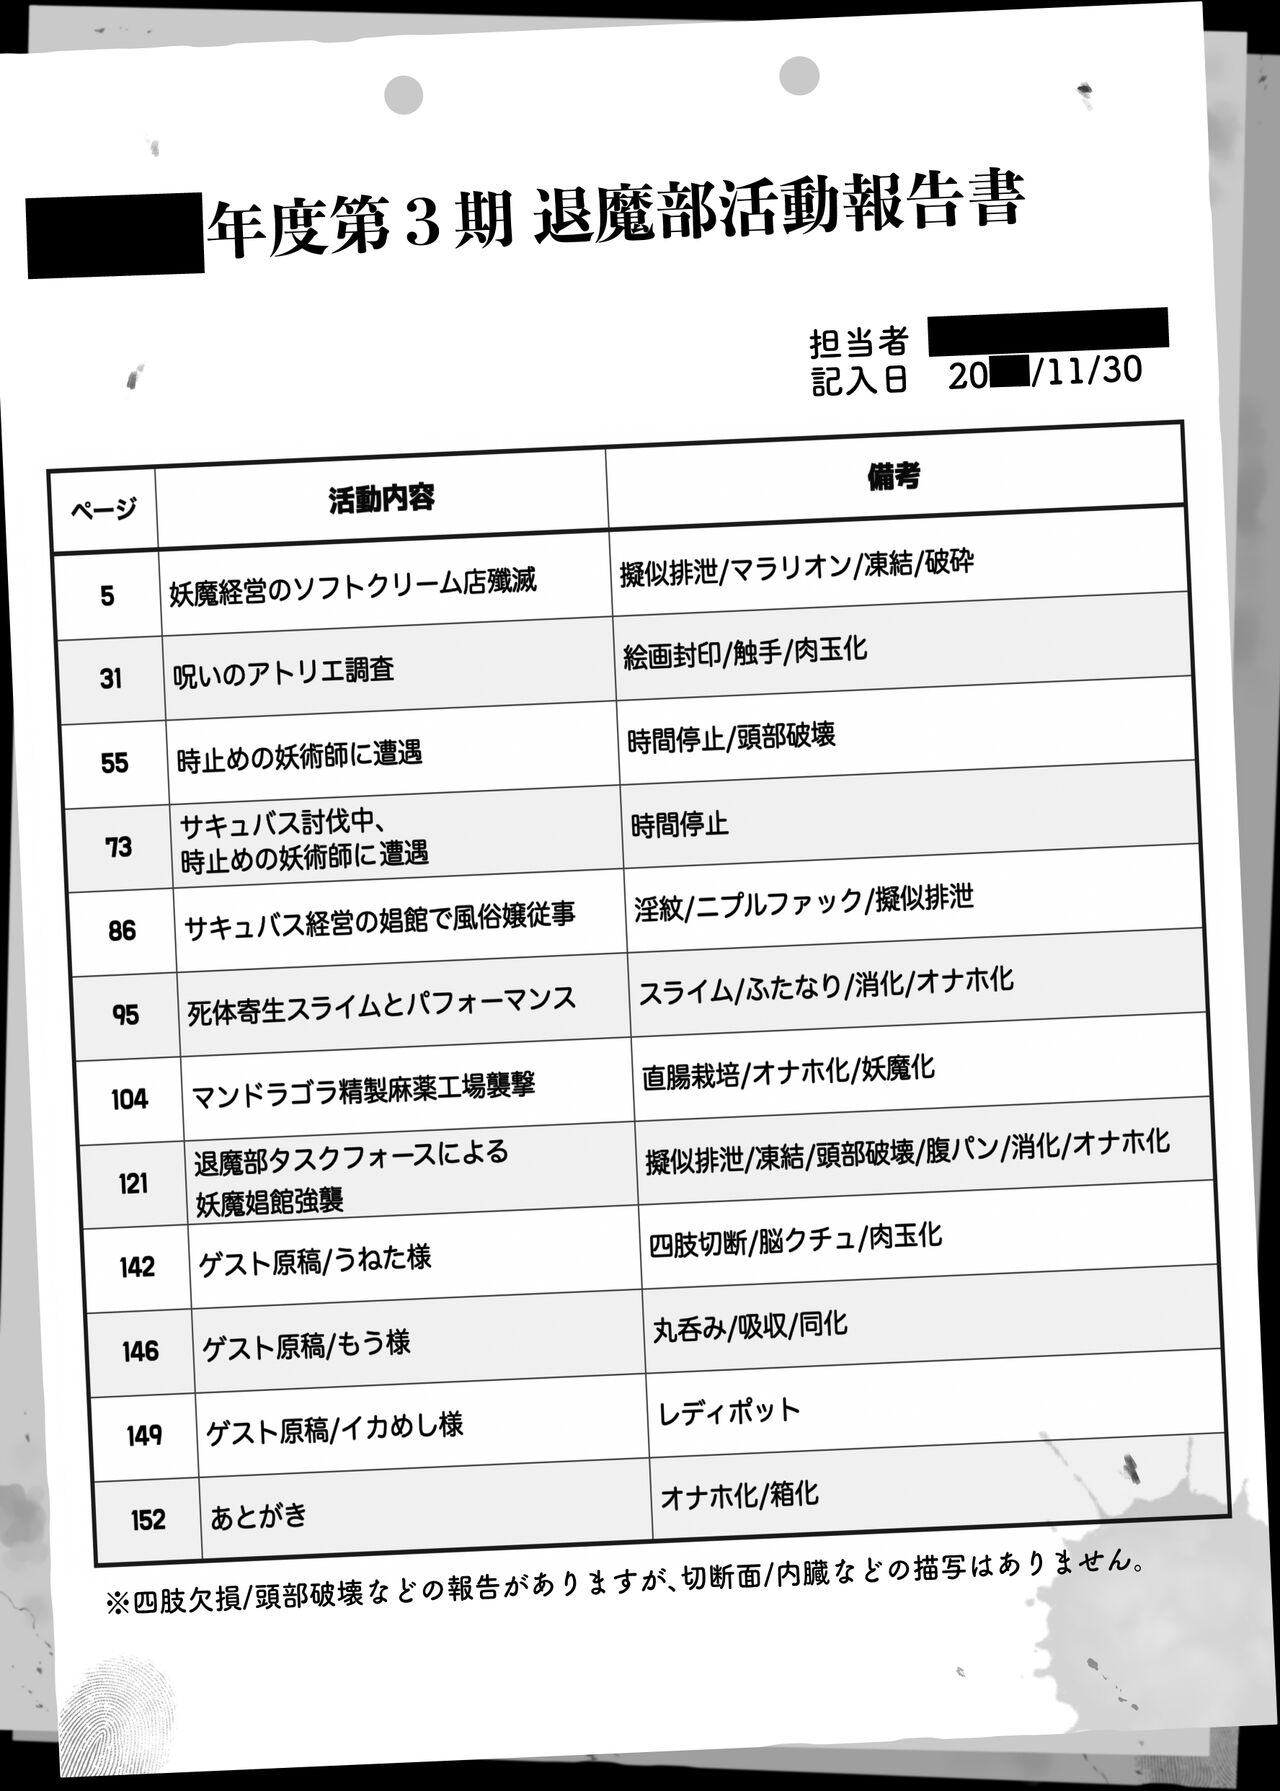 年度第3期 退魔部活動報告書
担当者
記入日 20 /11/30
ページ 活動内容 備考
5 妖魔経営のソフトクリーム店殲滅 擬似排泄/マラリオン/凍結/破砕
31 呪いのアトリエ調査 絵画封印/触手/肉玉化
55 時止めの妖術師に遭遇 時間停止/頭部破壊
73 サキュバス討伐中、
時止めの妖術師に遭遇 時間停止
86 サキュバス経営の娼館で風俗嬢従事 淫紋/ニプルファック/擬似排泄
95 死体寄生スライムとパフォーマンス スライム/ふたなり/消化/オナホ化
104 マンドラゴラ精製麻薬工場襲撃 直腸栽培/オナホ化/妖魔化
121 退魔部タスクフォースによる
妖魔娼館強襲 擬似排泄/凍結/頭部破壊/腹パン/消化/オナホ化
142 ゲスト原稿/うねた様 四肢切断/脳クチュ/肉玉化
146 ゲスト原稿/もう様 丸呑み/吸収/同化
149 ゲスト原稿/イカめし様 レディポット
152 あとがき オナホ化/箱化
※四肢欠損/頭部破壊などの報告がありますが、切断面/内臓などの描写はありません。